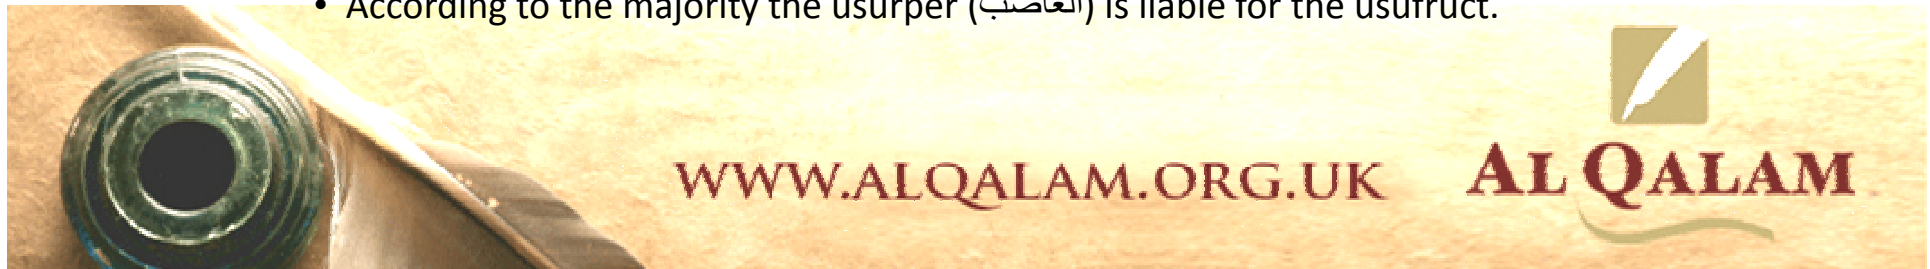 • According to the majority the usurper (الغاصب) is liable for the usufruct.
WWW.ALQALAM.ORG.UK
AL QALAM